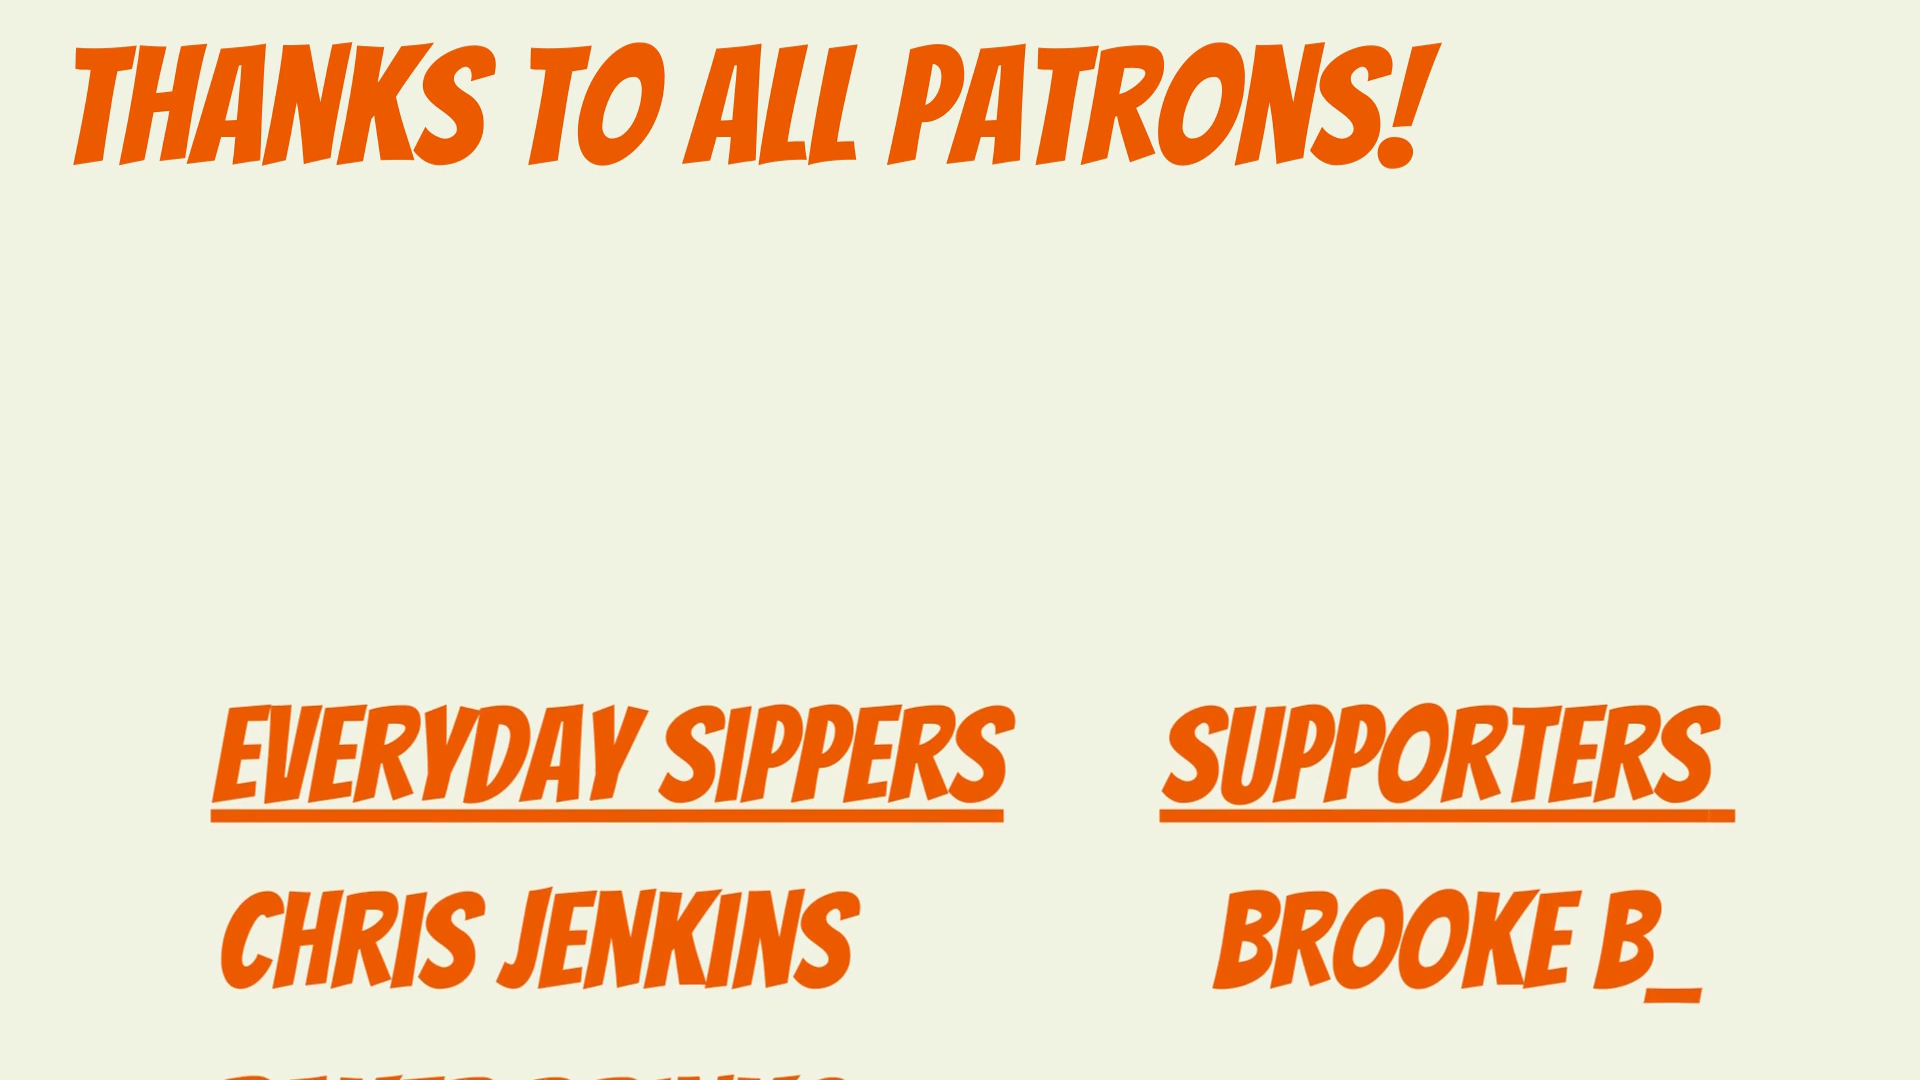 THANKS TO ALL PATRONS!
EVERYDAY SIPPERS
SUPPORTERS
CHRIS JENKINS
BROOKE B_